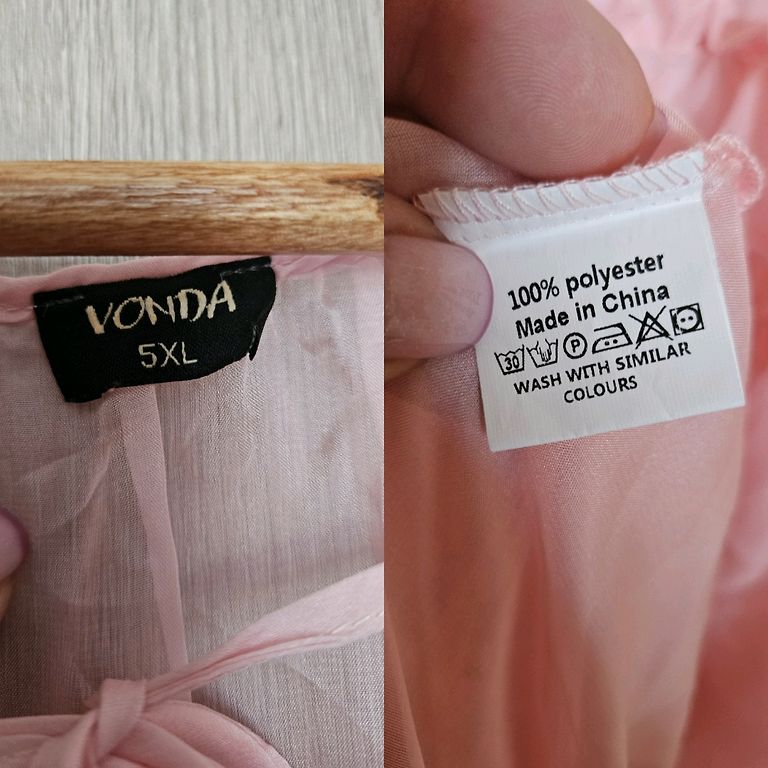 VONDA
5XL
100% polyester
Made in China
30 P
WASH WITH SIMILAR
COLOURS